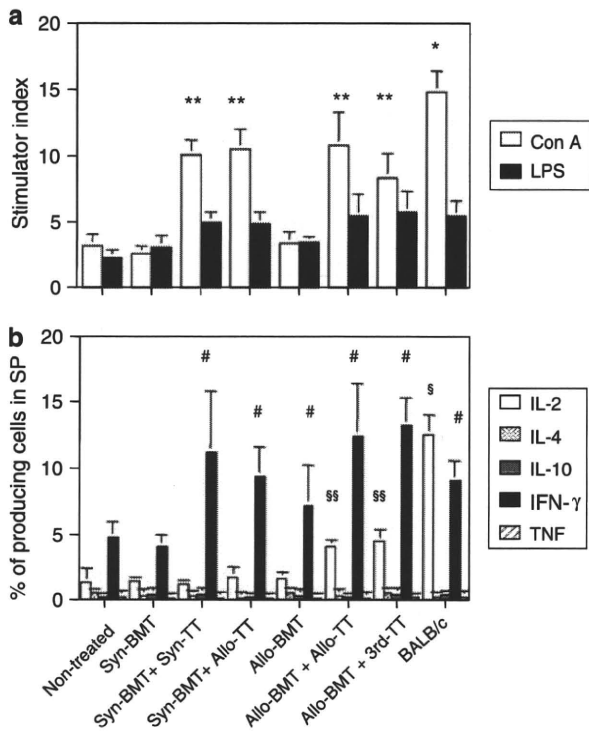 a
20
15
10
5
0
Stimulator index
** ** ** ** *
Con A
LPS
b
20
15
10
5
0
% of producing cells in SP
# # # §§ # §§ # § #
IL-2
IL-4
IL-10
IFN-γ
TNF
Non-treated
Syn-BMT
Syn-BMT+ Syn-TT
Syn-BMT+ Allo-TT
Allo-BMT
Allo-BMT + Allo-TT
Allo-BMT + 3rd-TT
BALB/c